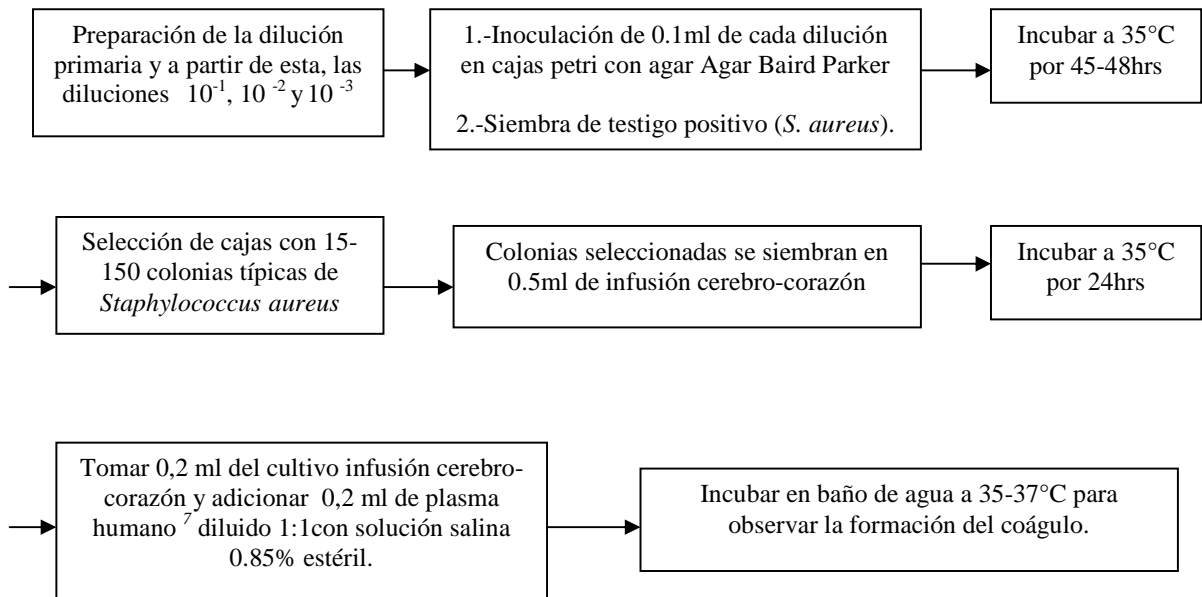 Preparación de la dilución
primaria y a partir de esta, las
diluciones 10-1, 10 -2 y 10 -3
1.-Inoculación de 0.1ml de cada dilución
en cajas petri con agar Agar Baird Parker
2.-Siembra de testigo positivo (S. aureus).
Incubar a 35°C
por 45-48hrs
Selección de cajas con 15-
150 colonias típicas de
Staphylococcus aureus
Colonias seleccionadas se siembran en
0.5ml de infusión cerebro-corazón
Incubar a 35°C
por 24hrs
Tomar 0,2 ml del cultivo infusión cerebro-
corazón y adicionar 0,2 ml de plasma
humano 7 diluido 1:1con solución salina
0.85% estéril.
Incubar en baño de agua a 35-37°C para
observar la formación del coágulo.